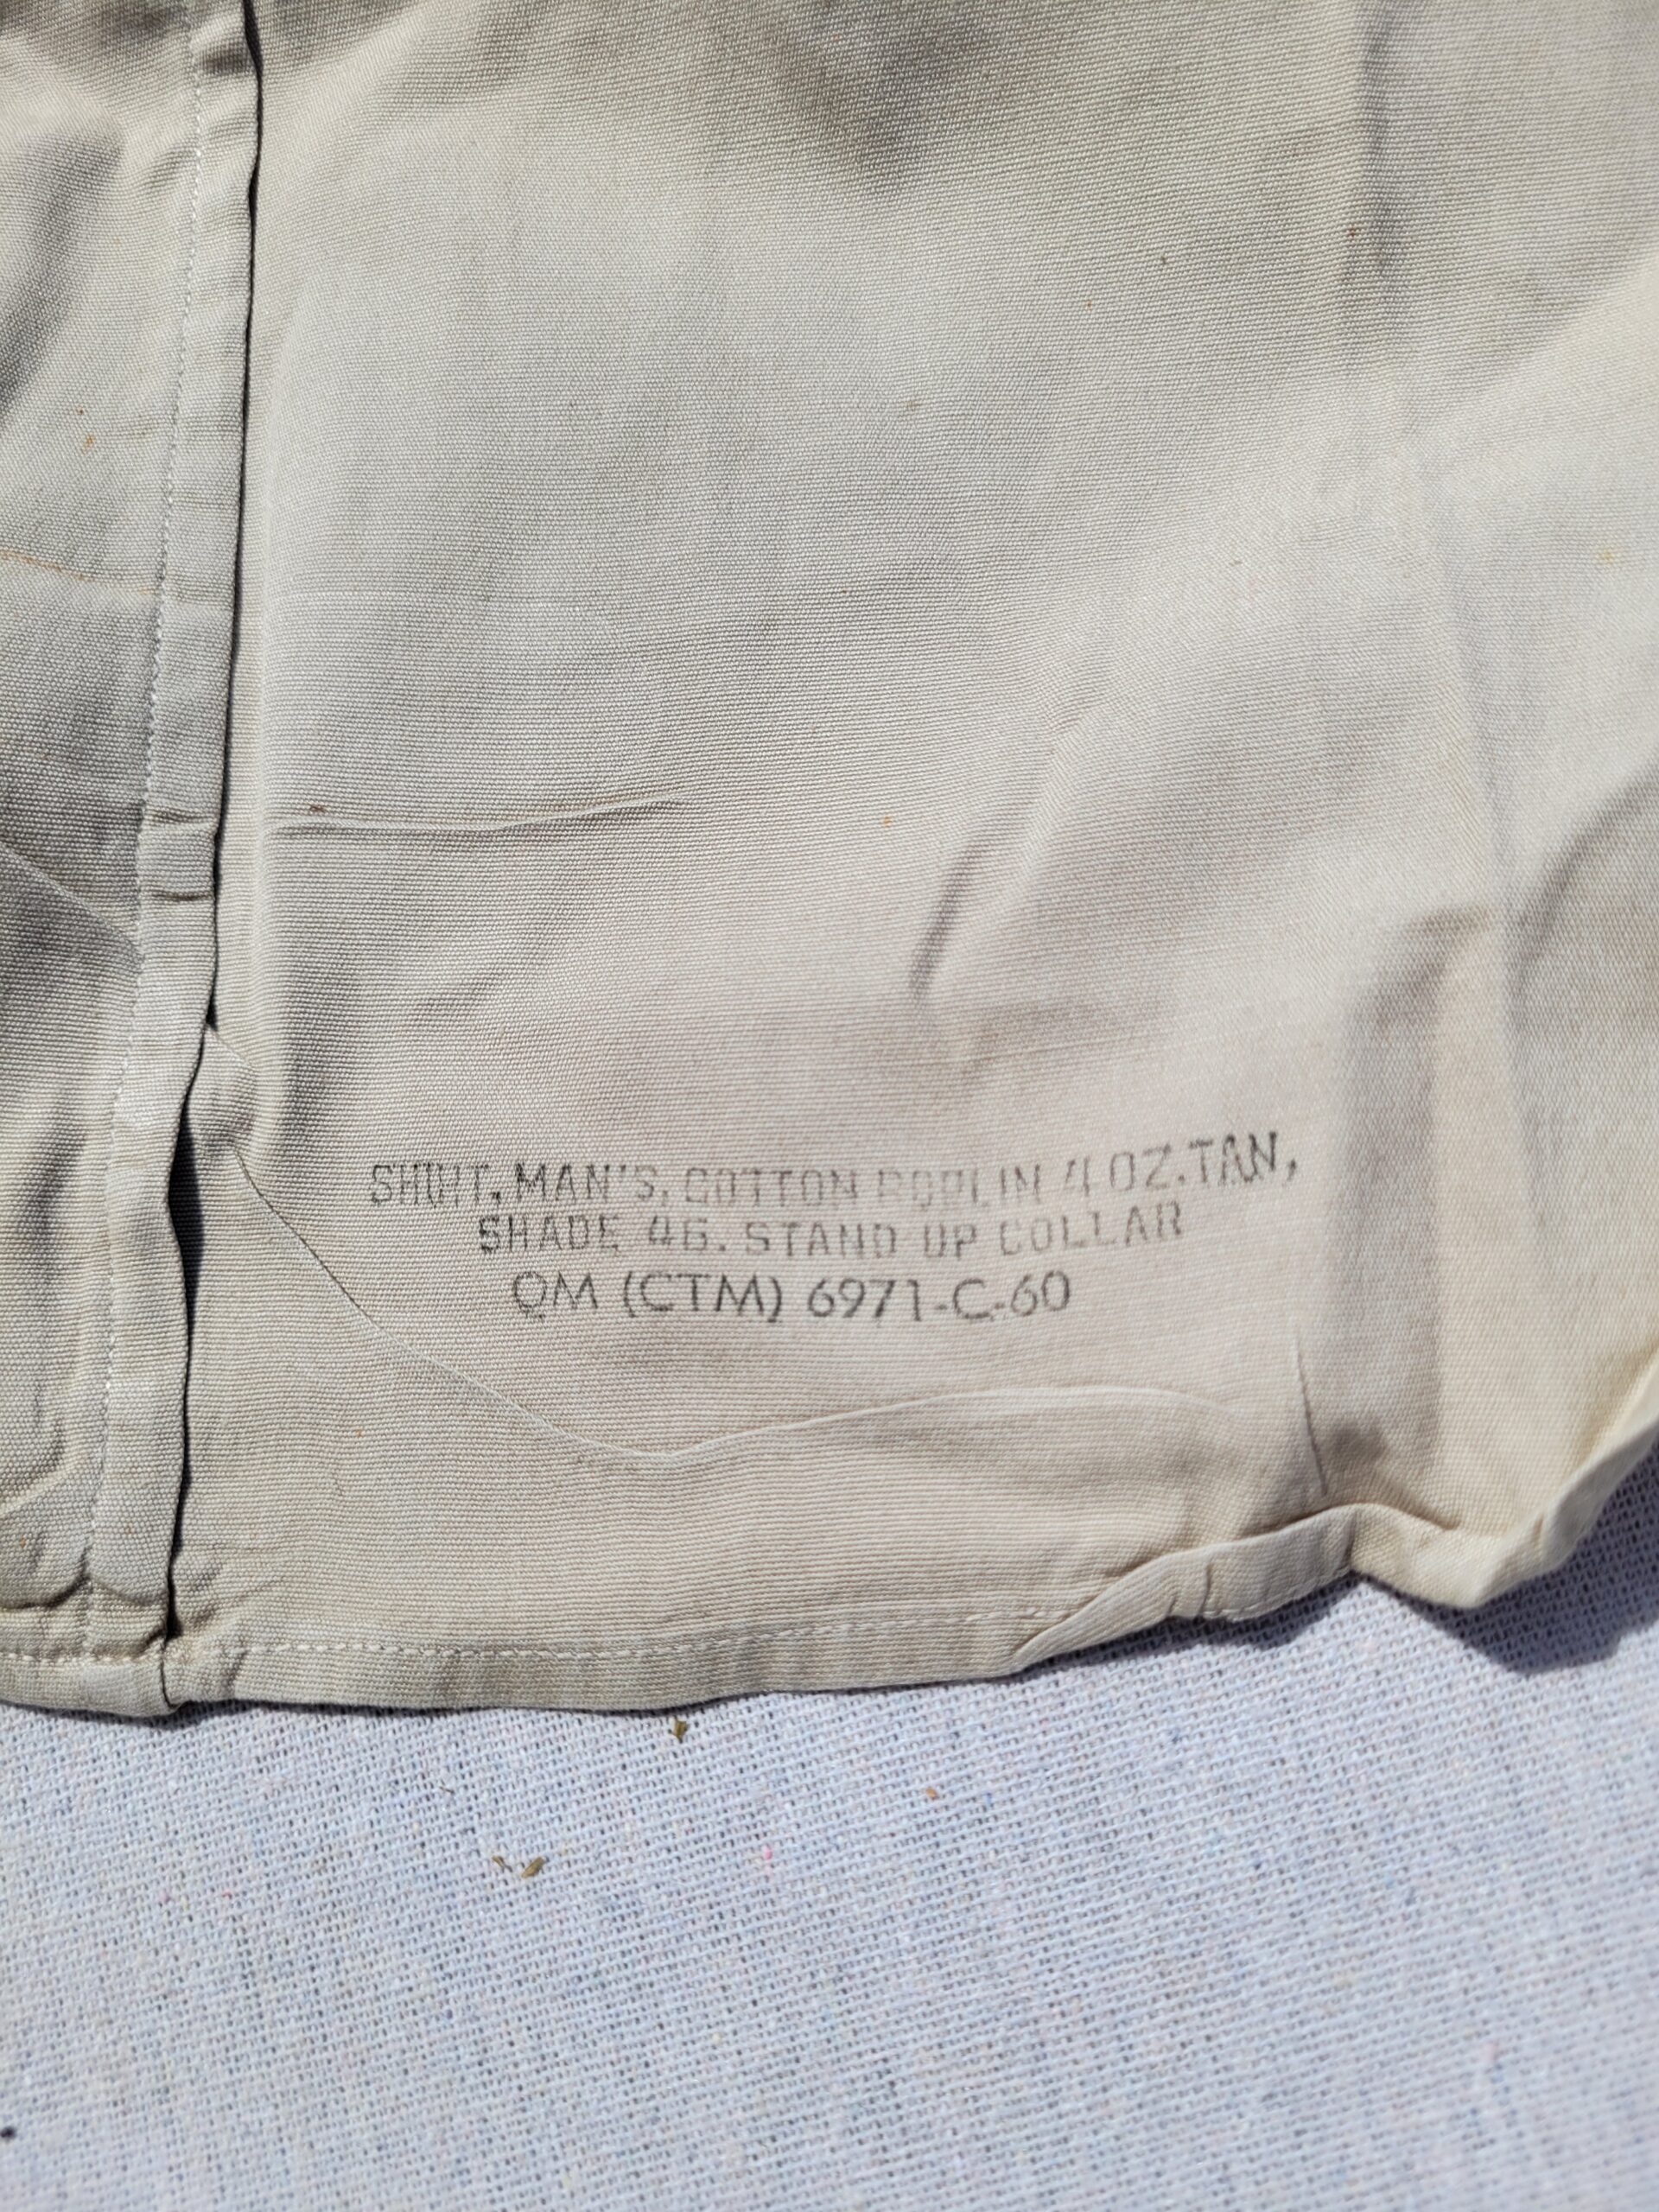 SHIRT, MAN'S, COTTON POPLIN 4 OZ. TAN,
SHADE 46. STAND UP COLLAR
QM (CTM) 6971-C-60